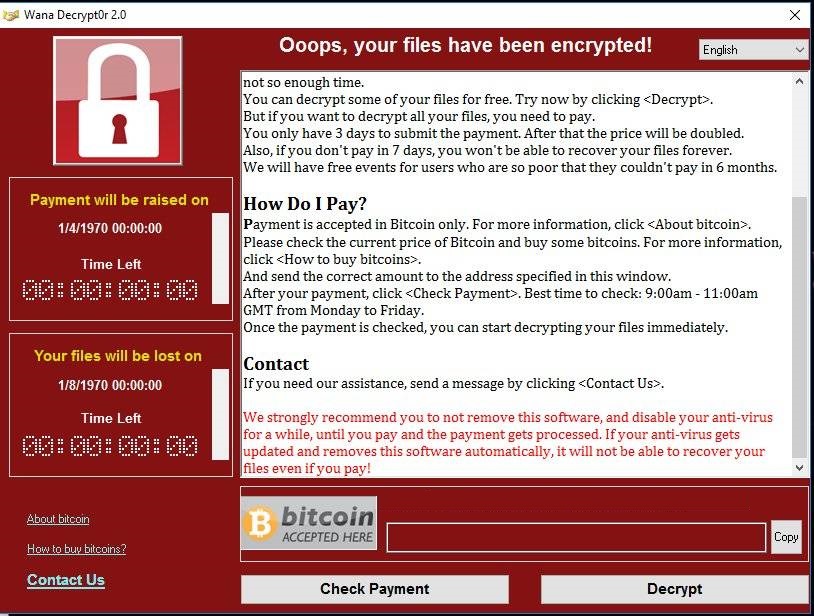 Wana Decrypt0r 2.0
Ooops, your files have been encrypted!
English
not so enough time.
You can decrypt some of your files for free. Try now by clicking <Decrypt>.
But if you want to decrypt all your files, you need to pay.
You only have 3 days to submit the payment. After that the price will be doubled.
Also, if you don't pay in 7 days, you won't be able to recover your files forever.
We will have free events for users who are so poor that they couldn't pay in 6 months.
How Do I Pay?
Payment is accepted in Bitcoin only. For more information, click <About bitcoin>.
Please check the current price of Bitcoin and buy some bitcoins. For more information,
click <How to buy bitcoins>.
And send the correct amount to the address specified in this window.
After your payment, click <Check Payment>. Best time to check: 9:00am - 11:00am
GMT from Monday to Friday.
Once the payment is checked, you can start decrypting your files immediately.
Contact
If you need our assistance, send a message by clicking <Contact Us>.
We strongly recommend you to not remove this software, and disable your anti-virus
for a while, until you pay and the payment gets processed. If your anti-virus gets
updated and removes this software automatically, it will not be able to recover your
files even if you pay!
Payment will be raised on
1/4/1970 00:00:00
Time Left
00:00:00:00
Your files will be lost on
1/8/1970 00:00:00
Time Left
00:00:00:00
About bitcoin
How to buy bitcoins?
Contact Us
bitcoin
ACCEPTED HERE
Copy
Check Payment
Decrypt